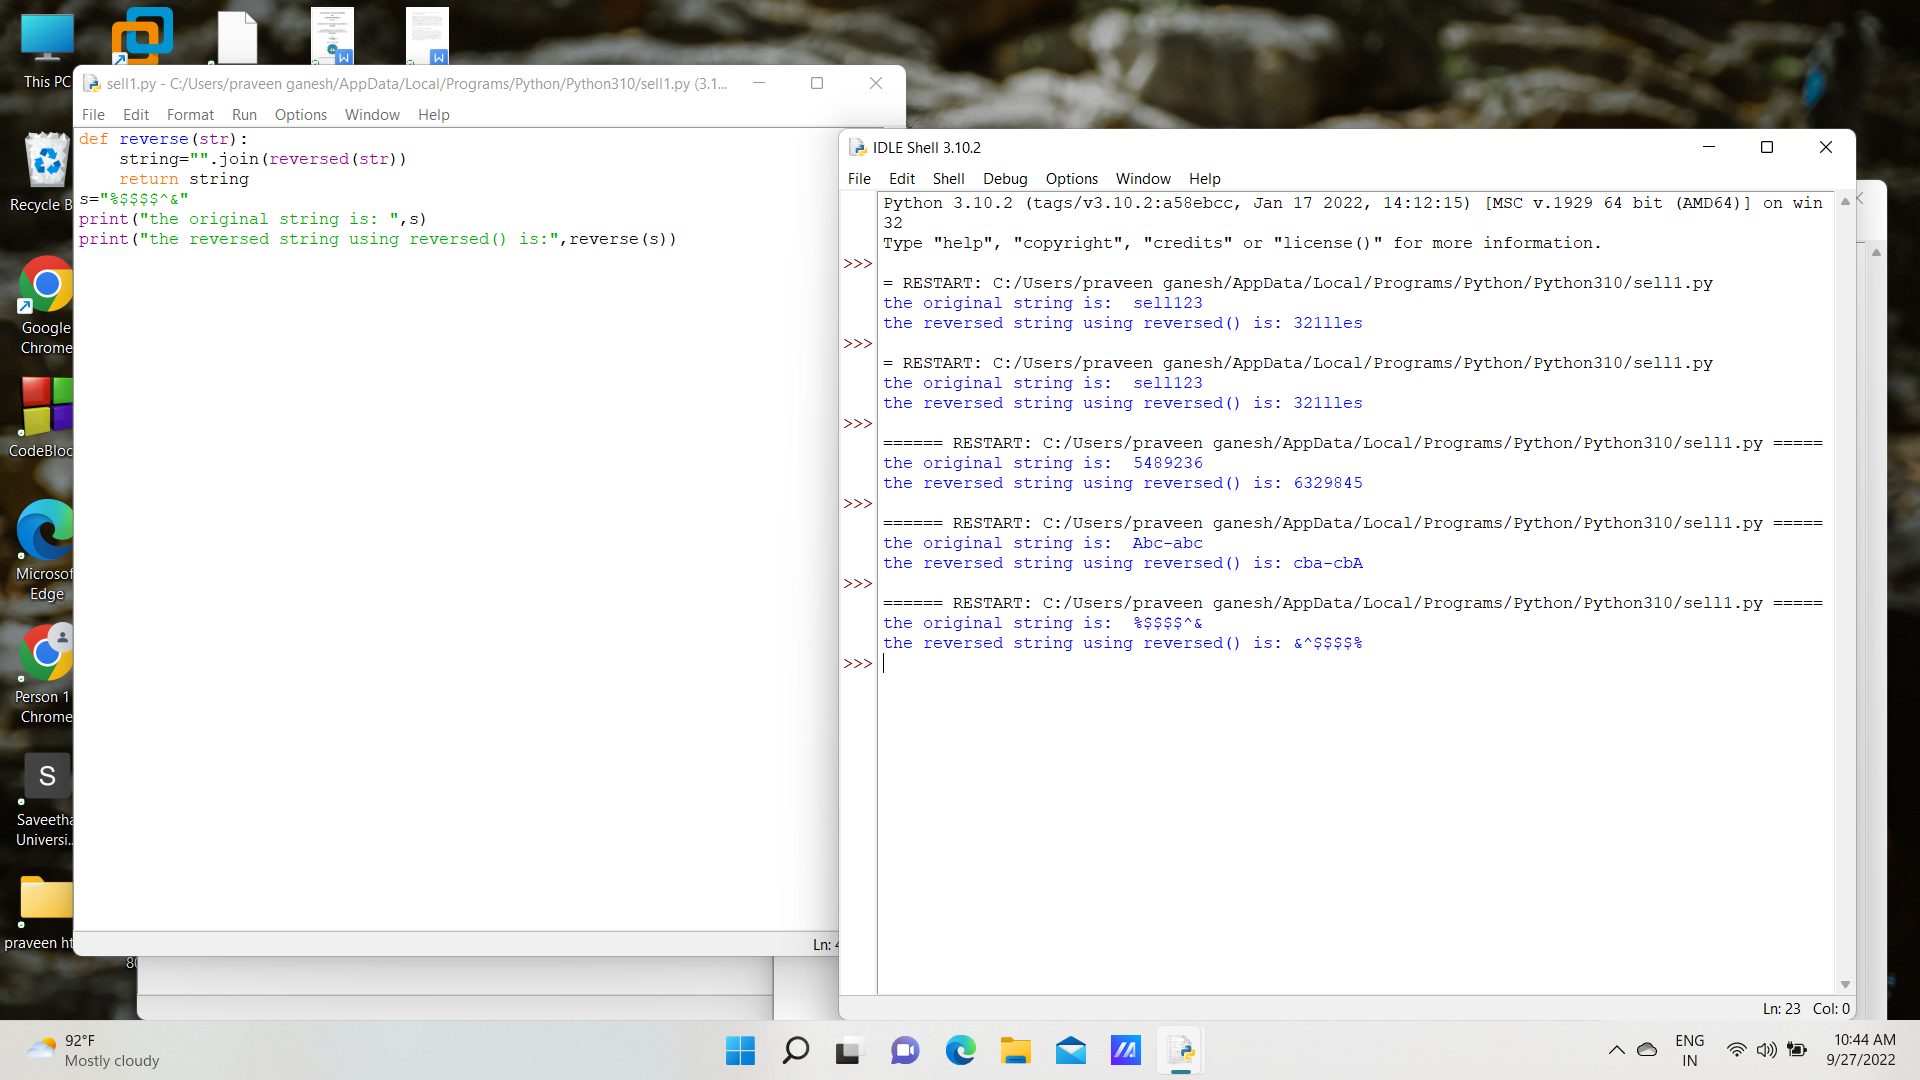 This PC
Recycle B
Google
Chrome
CodeBloc
Microsof
Edge
Person 1
Chrome
S
Saveetha
Universi...
praveen ht
80
sell1.py - C:/Users/praveen ganesh/AppData/Local/Programs/Python/Python310/sell1.py (3.1...
File Edit Format Run Options Window Help
def reverse(str):
    string="".join(reversed(str))
    return string
s="%$$$$^&"
print("the original string is: ",s)
print("the reversed string using reversed() is:",reverse(s))
Ln: 4
IDLE Shell 3.10.2
File Edit Shell Debug Options Window Help
Python 3.10.2 (tags/v3.10.2:a58ebcc, Jan 17 2022, 14:12:15) [MSC v.1929 64 bit (AMD64)] on win
32
Type "help", "copyright", "credits" or "license()" for more information.
>>>
= RESTART: C:/Users/praveen ganesh/AppData/Local/Programs/Python/Python310/sell1.py
the original string is:  sell123
the reversed string using reversed() is: 321lles
>>>
= RESTART: C:/Users/praveen ganesh/AppData/Local/Programs/Python/Python310/sell1.py
the original string is:  sell123
the reversed string using reversed() is: 321lles
>>>
====== RESTART: C:/Users/praveen ganesh/AppData/Local/Programs/Python/Python310/sell1.py =====
the original string is:  5489236
the reversed string using reversed() is: 6329845
>>>
====== RESTART: C:/Users/praveen ganesh/AppData/Local/Programs/Python/Python310/sell1.py =====
the original string is:  Abc-abc
the reversed string using reversed() is: cba-cbA
>>>
====== RESTART: C:/Users/praveen ganesh/AppData/Local/Programs/Python/Python310/sell1.py =====
the original string is:  %$$$$^&
the reversed string using reversed() is: &^$$$$%
>>>
Ln: 23 Col: 0
92°F
Mostly cloudy
ENG
IN
10:44 AM
9/27/2022